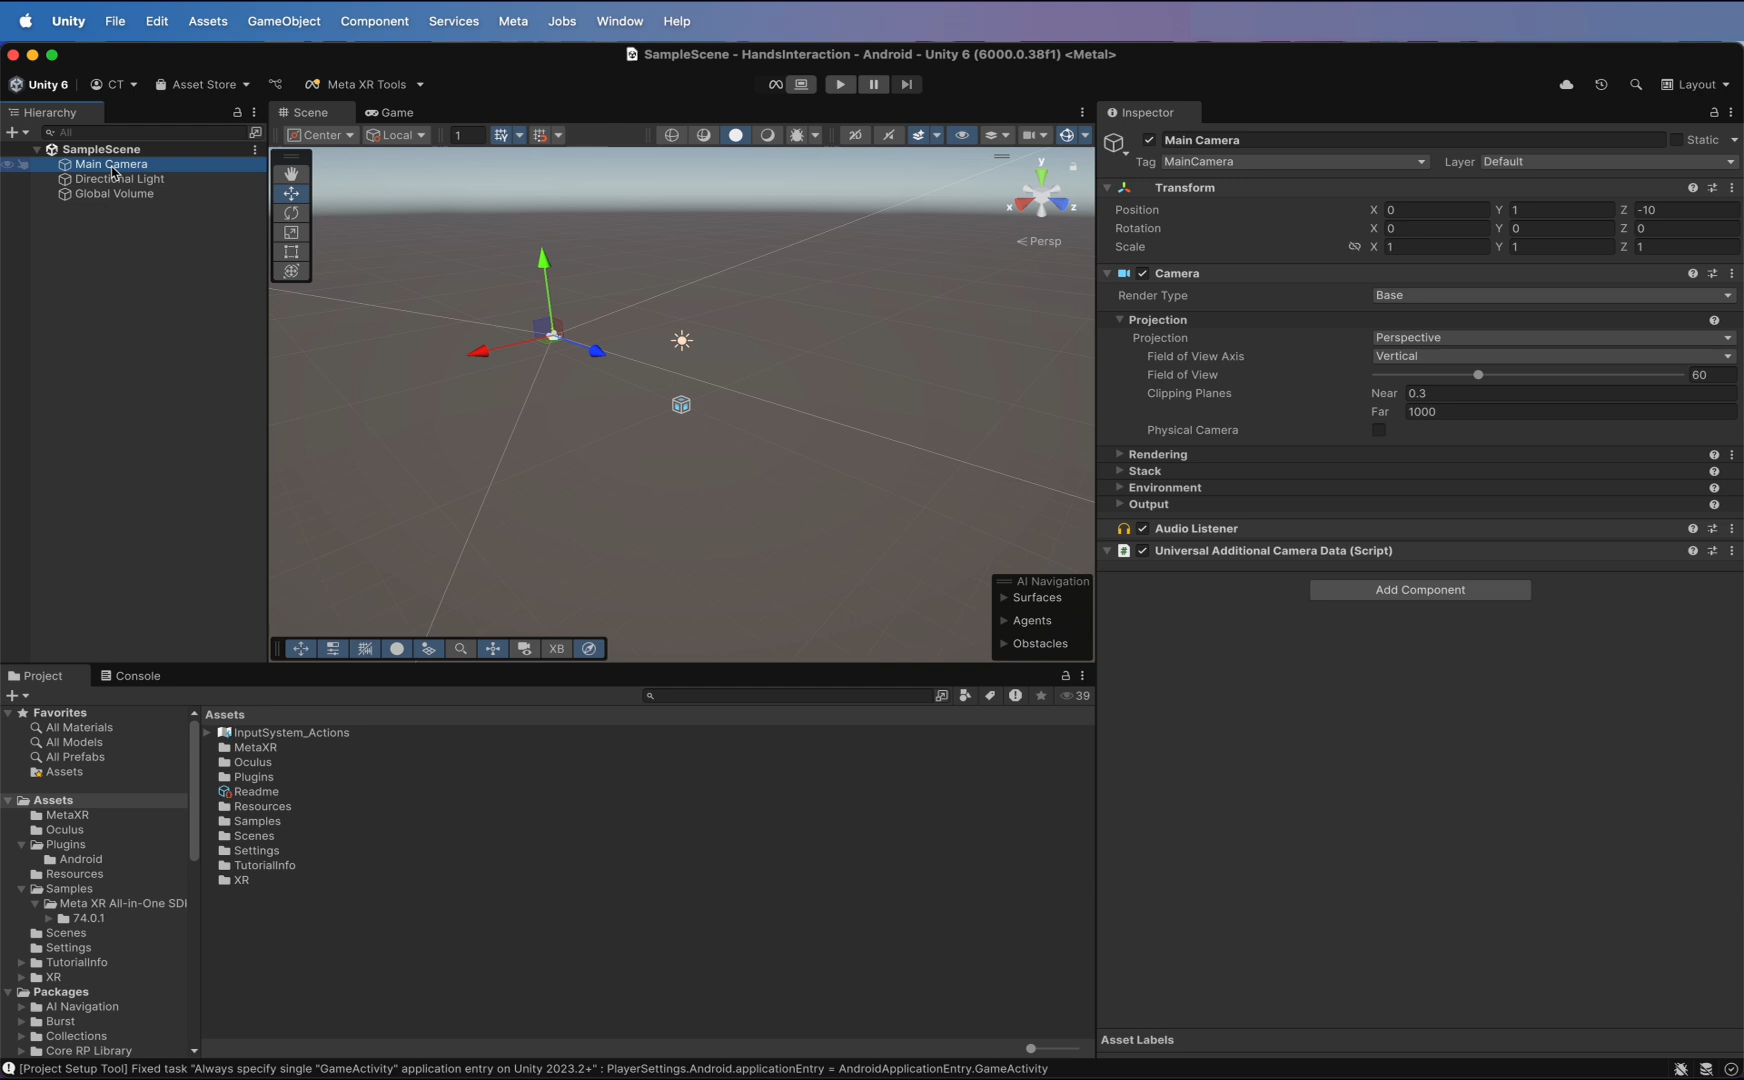 Unity File Edit Assets GameObject Component Services Meta Jobs Window Help
SampleScene - HandsInteraction - Android - Unity 6 (6000.0.38f1) <Metal>
Unity 6 CT Asset Store Meta XR Tools Layout
Hierarchy
All
SampleScene
Main Camera
Directional Light
Global Volume
Scene Game
Center Local 1 2D
y
x z
Persp
AI Navigation
Surfaces
Agents
Obstacles
XB
Inspector
Main Camera Static
Tag MainCamera Layer Default
Transform
Position X 0 Y 1 Z -10
Rotation X 0 Y 0 Z 0
Scale X 1 Y 1 Z 1
Camera
Render Type Base
Projection
Projection Perspective
Field of View Axis Vertical
Field of View 60
Clipping Planes Near 0.3
Far 1000
Physical Camera
Rendering
Stack
Environment
Output
Audio Listener
# Universal Additional Camera Data (Script)
Add Component
Asset Labels
Project Console
39
Favorites
All Materials
All Models
All Prefabs
Assets
Assets
MetaXR
Oculus
Plugins
Android
Resources
Samples
Meta XR All-in-One SDK
74.0.1
Scenes
Settings
TutorialInfo
XR
Packages
AI Navigation
Burst
Collections
Core RP Library
Assets
InputSystem_Actions
MetaXR
Oculus
Plugins
Readme
Resources
Samples
Scenes
Settings
TutorialInfo
XR
[Project Setup Tool] Fixed task "Always specify single "GameActivity" application entry on Unity 2023.2+" : PlayerSettings.Android.applicationEntry = AndroidApplicationEntry.GameActivity